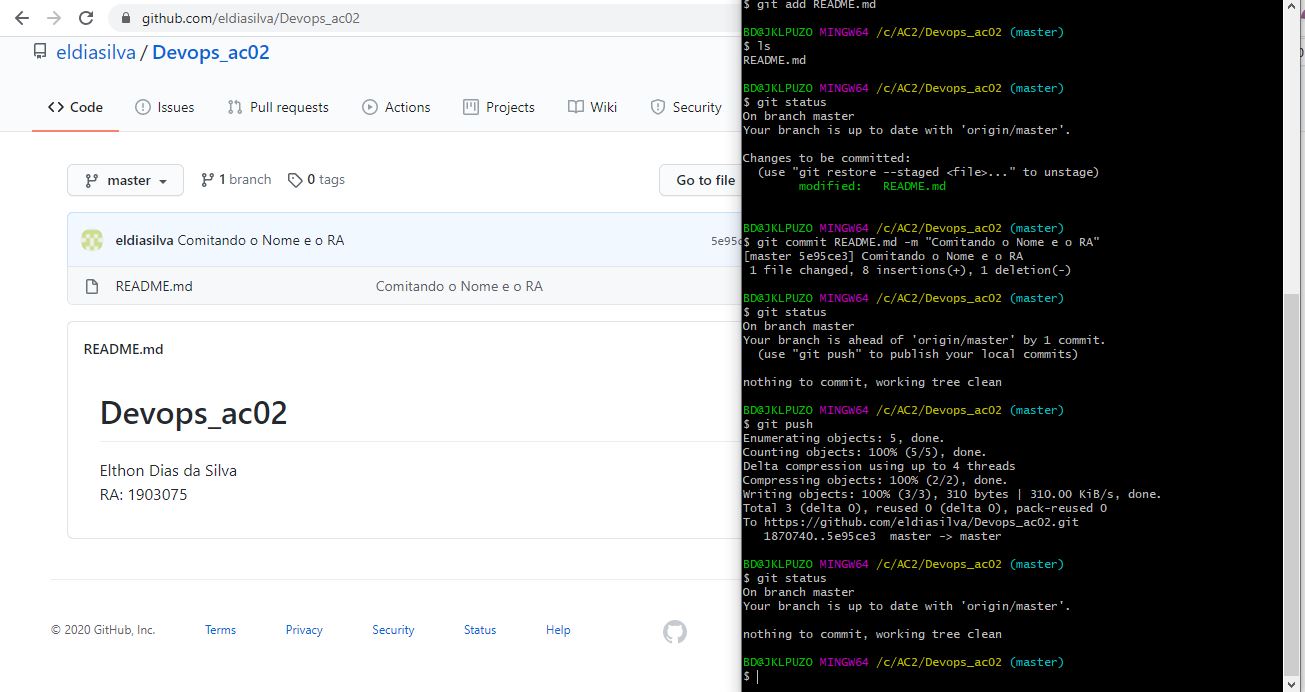 github.com/eldiasilva/Devops_ac02
eldiasilva / Devops_ac02
Code Issues Pull requests Actions Projects Wiki Security
master 1 branch 0 tags Go to file
eldiasilva Comitando o Nome e o RA 5e95c
README.md Comitando o Nome e o RA
README.md
Devops_ac02
Elthon Dias da Silva
RA: 1903075
© 2020 GitHub, Inc. Terms Privacy Security Status Help
$ git add README.md
BD@JKLPUZO MINGW64 /c/AC2/Devops_ac02 (master)
$ ls
README.md
BD@JKLPUZO MINGW64 /c/AC2/Devops_ac02 (master)
$ git status
On branch master
Your branch is up to date with 'origin/master'.
Changes to be committed:
(use "git restore --staged <file>..." to unstage)
modified: README.md
BD@JKLPUZO MINGW64 /c/AC2/Devops_ac02 (master)
$ git commit README.md -m "Comitando o Nome e o RA"
[master 5e95ce3] Comitando o Nome e o RA
1 file changed, 8 insertions(+), 1 deletion(-)
BD@JKLPUZO MINGW64 /c/AC2/Devops_ac02 (master)
$ git status
On branch master
Your branch is ahead of 'origin/master' by 1 commit.
(use "git push" to publish your local commits)
nothing to commit, working tree clean
BD@JKLPUZO MINGW64 /c/AC2/Devops_ac02 (master)
$ git push
Enumerating objects: 5, done.
Counting objects: 100% (5/5), done.
Delta compression using up to 4 threads
Compressing objects: 100% (2/2), done.
Writing objects: 100% (3/3), 310 bytes | 310.00 KiB/s, done.
Total 3 (delta 0), reused 0 (delta 0), pack-reused 0
To https://github.com/eldiasilva/Devops_ac02.git
1870740..5e95ce3 master -> master
BD@JKLPUZO MINGW64 /c/AC2/Devops_ac02 (master)
$ git status
On branch master
Your branch is up to date with 'origin/master'.
nothing to commit, working tree clean
BD@JKLPUZO MINGW64 /c/AC2/Devops_ac02 (master)
$